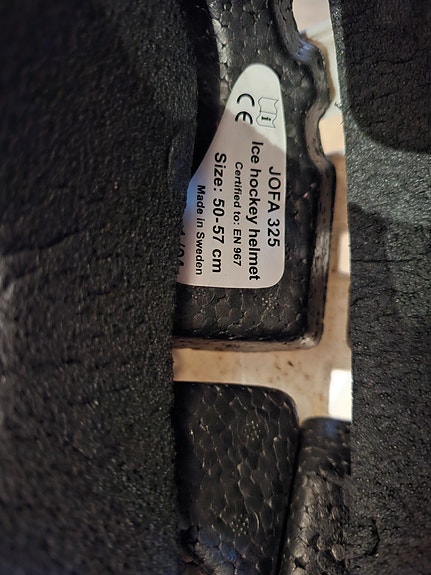 i
CE
JOFA 325
Ice hockey helmet
Certified to: EN 967
Size: 50-57 cm
Made in Sweden